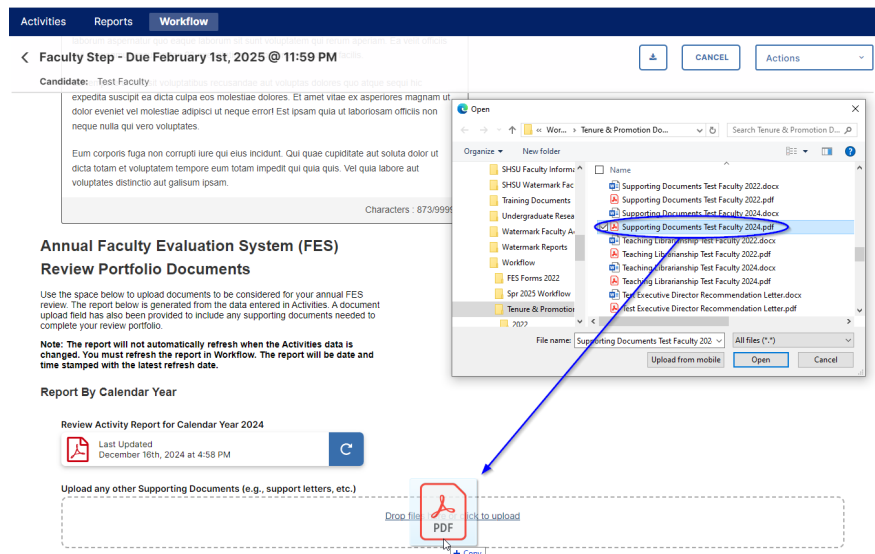 Activities Reports Workflow
Faculty Step - Due February 1st, 2025 @ 11:59 PM
CANCEL
Actions
Candidate: Test Faculty
expedita suscipit ea dicta culpa eos molestiae dolores. Et amet vitae ex asperiores magnam ut
dolor eveniet vel molestiae adipisci ut neque error! Est ipsam quia ut laboriosam officiis non
neque nulla qui vero voluptates.
Eum corporis fuga non corrupti iure qui eius incidunt. Qui quae cupiditate aut soluta dolor ut
dicta totam et voluptatem tempore eum totam impedit qui quia quis. Vel quia labore aut
voluptates distinctio aut galisum ipsam.
Characters : 873/9999
Annual Faculty Evaluation System (FES)
Review Portfolio Documents
Use the space below to upload documents to be considered for your annual FES
review. The report below is generated from the data entered in Activities. A document
upload field has also been provided to include any supporting documents needed to
complete your review portfolio.
Note: The report will not automatically refresh when the Activities data is
changed. You must refresh the report in Workflow. The report will be date and
time stamped with the latest refresh date.
Report By Calendar Year
Review Activity Report for Calendar Year 2024
Last Updated
December 16th, 2024 at 4:58 PM
Upload any other Supporting Documents (e.g., support letters, etc.)
Drop files or click to upload
PDF
+ Copy
Open
« Wor... > Tenure & Promotion Do...
Search Tenure & Promotion D...
Organize
New folder
SHSU Faculty Informa
SHSU Watermark Fac
Training Documents
Undergraduate Resea
Watermark Faculty A
Watermark Reports
Workflow
FES Forms 2022
Spr 2025 Workflow
Tenure & Promotion
2022
Name
Supporting Documents Test Faculty 2022.docx
Supporting Documents Test Faculty 2022.pdf
Supporting Documents Test Faculty 2024.docx
Supporting Documents Test Faculty 2024.pdf
Teaching Librarianship Test Faculty 2022.docx
Teaching Librarianship Test Faculty 2022.pdf
Teaching Librarianship Test Faculty 2024.docx
Teaching Librarianship Test Faculty 2024.pdf
Test Executive Director Recommendation Letter.docx
Test Executive Director Recommendation Letter.pdf
File name: Supporting Documents Test Faculty 202
All files (*.*)
Upload from mobile
Open
Cancel